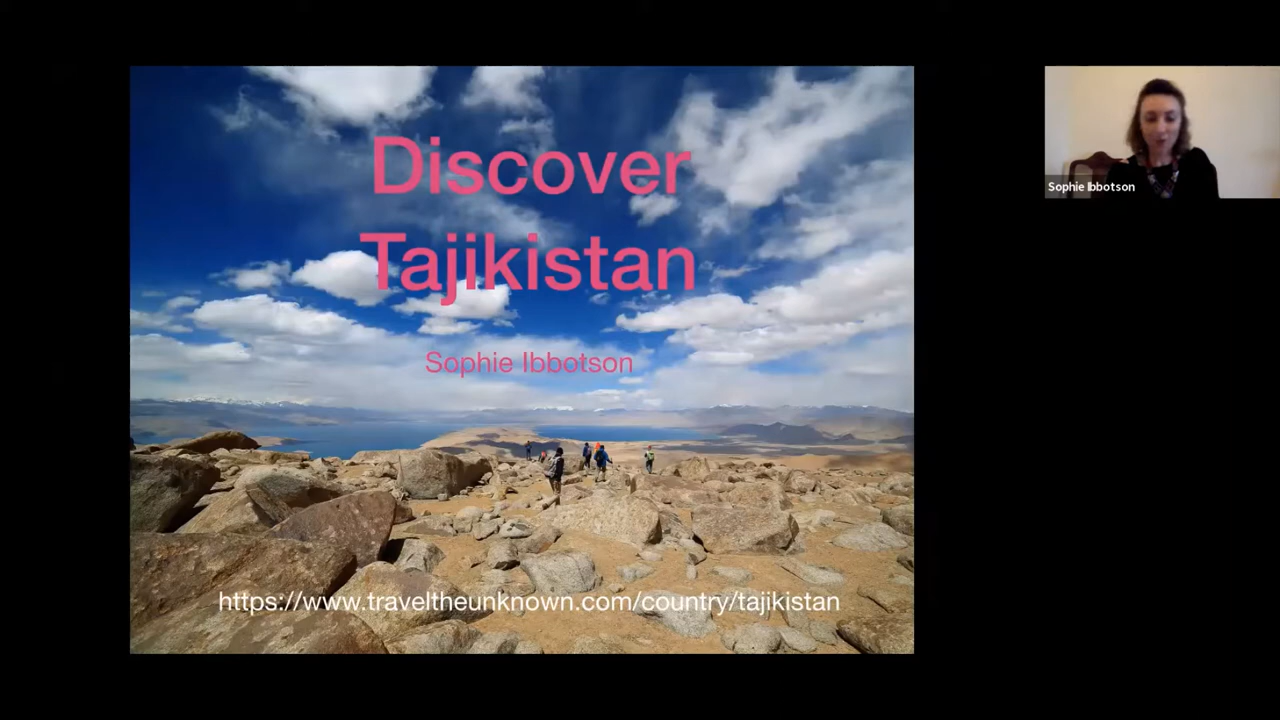 Discover
Tajikistan
Sophie Ibbotson
https://www.traveltheunknown.com/country/tajikistan
Sophie Ibbotson